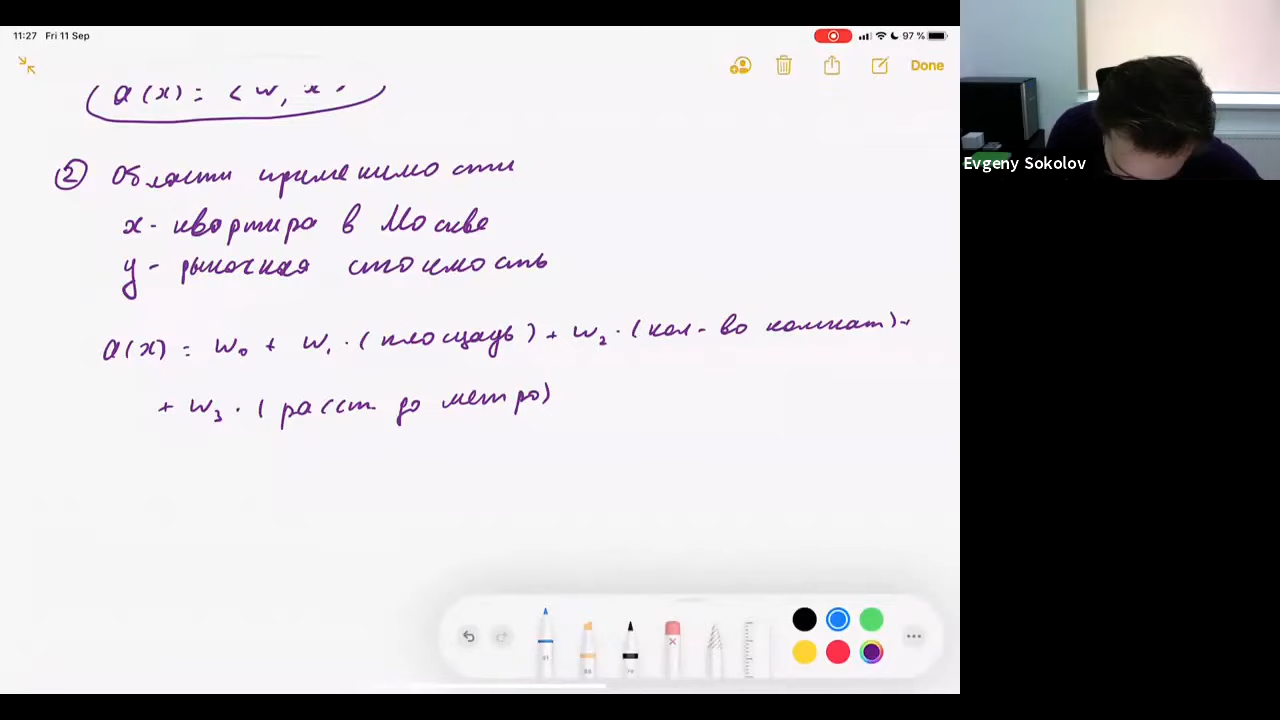 11:27 Fri 11 Sep
97 %
Done
a(x) = < w, x >
② Области применимости
x - квартира в Москве
y - рыночная стоимость
a(x) = w₀ + w₁ · (площадь) + w₂ · (кол-во комнат) +
+ w₃ · (расст до метро)
Evgeny Sokolov